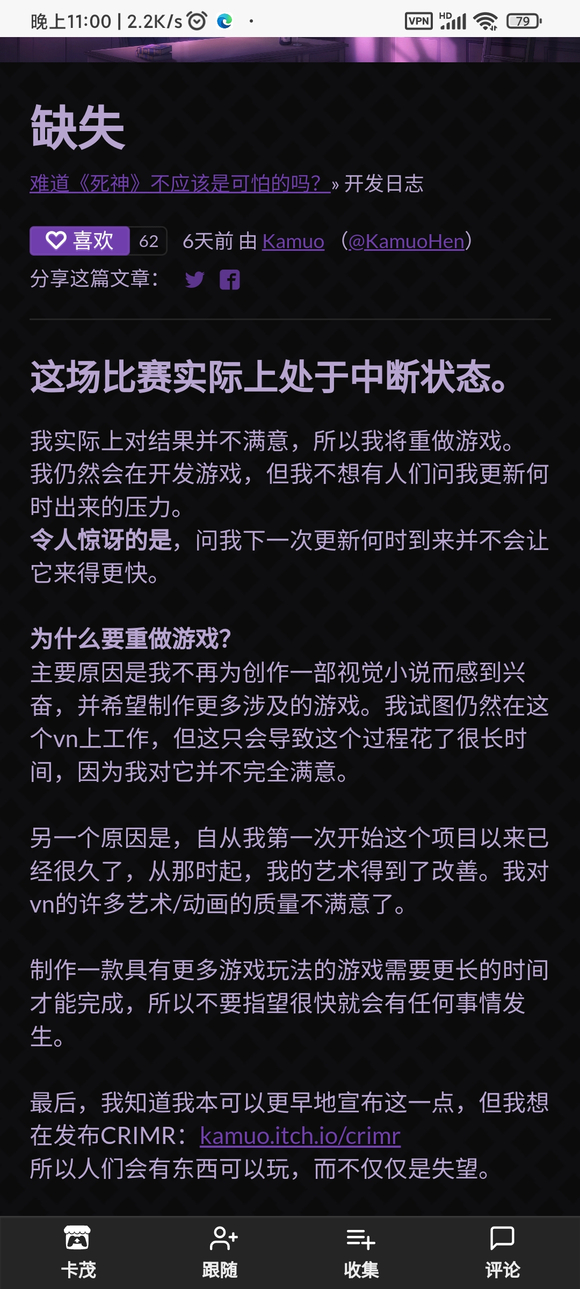 晚上11:00 | 2.2K/s
VPN HD 79
缺失
难道《死神》不应该是可怕的吗？» 开发日志
喜欢 62 6天前 由 Kamuo （@KamuoHen）
分享这篇文章：
这场比赛实际上处于中断状态。
我实际上对结果并不满意，所以我将重做游戏。
我仍然会在开发游戏，但我不想有人们问我更新何
时出来的压力。
令人惊讶的是，问我下一次更新何时到来并不会让
它来得更快。
为什么要重做游戏？
主要原因是我不再为创作一部视觉小说而感到兴
奋，并希望制作更多涉及的游戏。我试图仍然在这
个vn上工作，但这只会导致这个过程花了很长时
间，因为我对它并不完全满意。
另一个原因是，自从我第一次开始这个项目以来已
经很久了，从那时起，我的艺术得到了改善。我对
vn的许多艺术/动画的质量不满意了。
制作一款具有更多游戏玩法的游戏需要更长的时间
才能完成，所以不要指望很快就会有任何事情发
生。
最后，我知道我本可以更早地宣布这一点，但我想
在发布CRIMR：kamuo.itch.io/crimr
所以人们会有东西可以玩，而不仅仅是失望。
卡茂 跟随 收集 评论